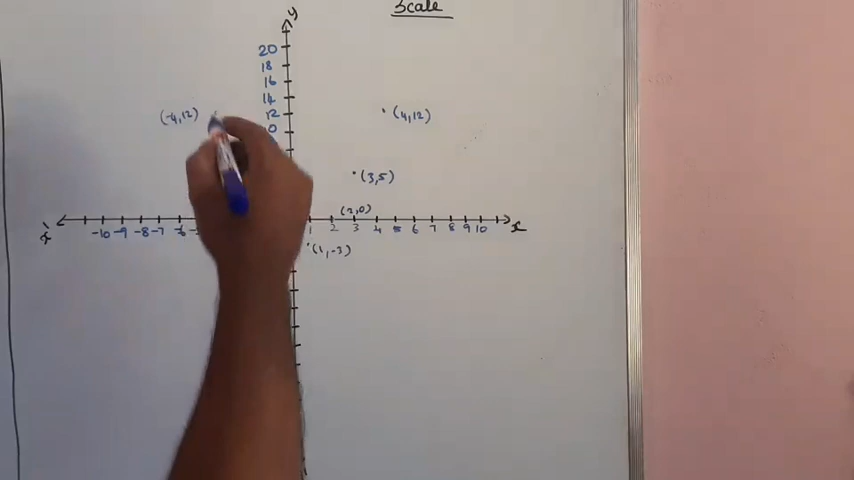 Scale
y
20
18
16
14
12
(-4,12)
(4,12)
(3,5)
(2,0)
-10 -9 -8 -7 -6
1 2 3 4 5 6 7 8 9 10
x
x̀
(1,-3)